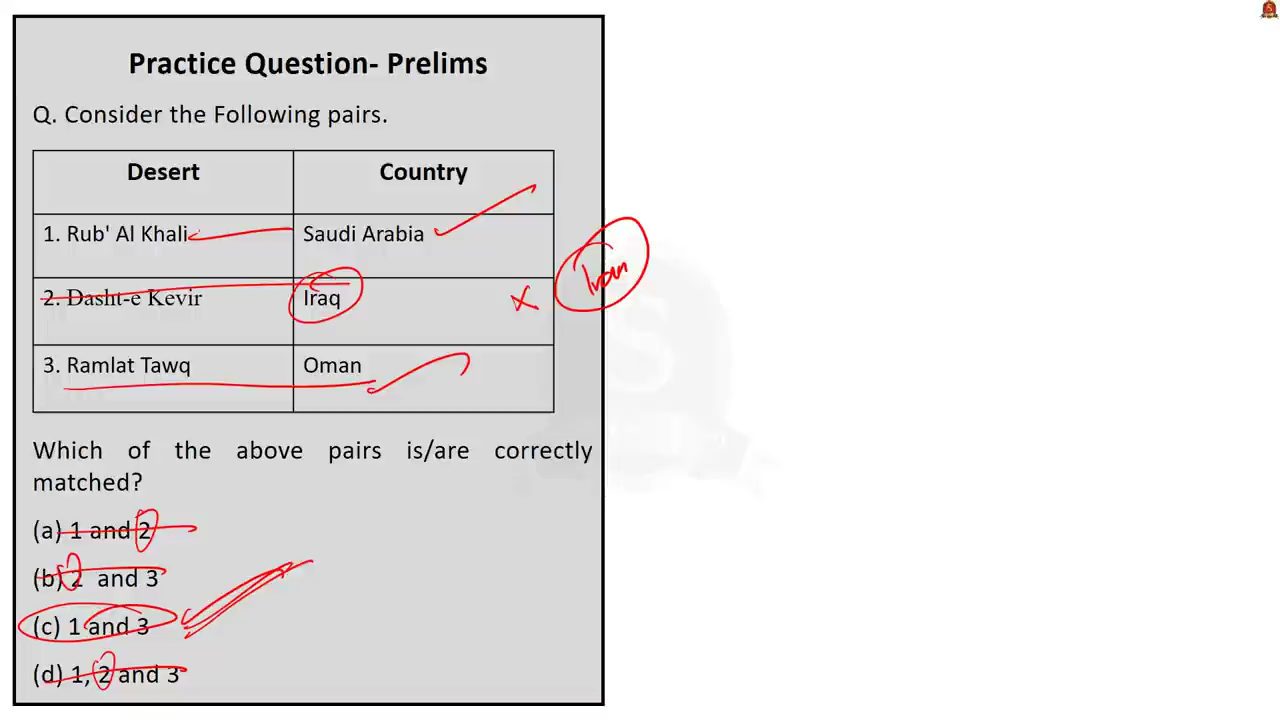 Practice Question- Prelims
Q. Consider the Following pairs.
Desert Country
1. Rub' Al Khali Saudi Arabia
2. Dasht-e Kevir Iraq
Iran
3. Ramlat Tawq Oman
Which of the above pairs is/are correctly
matched?
(a) 1 and 2
(b) 2 and 3
(c) 1 and 3
(d) 1, 2 and 3